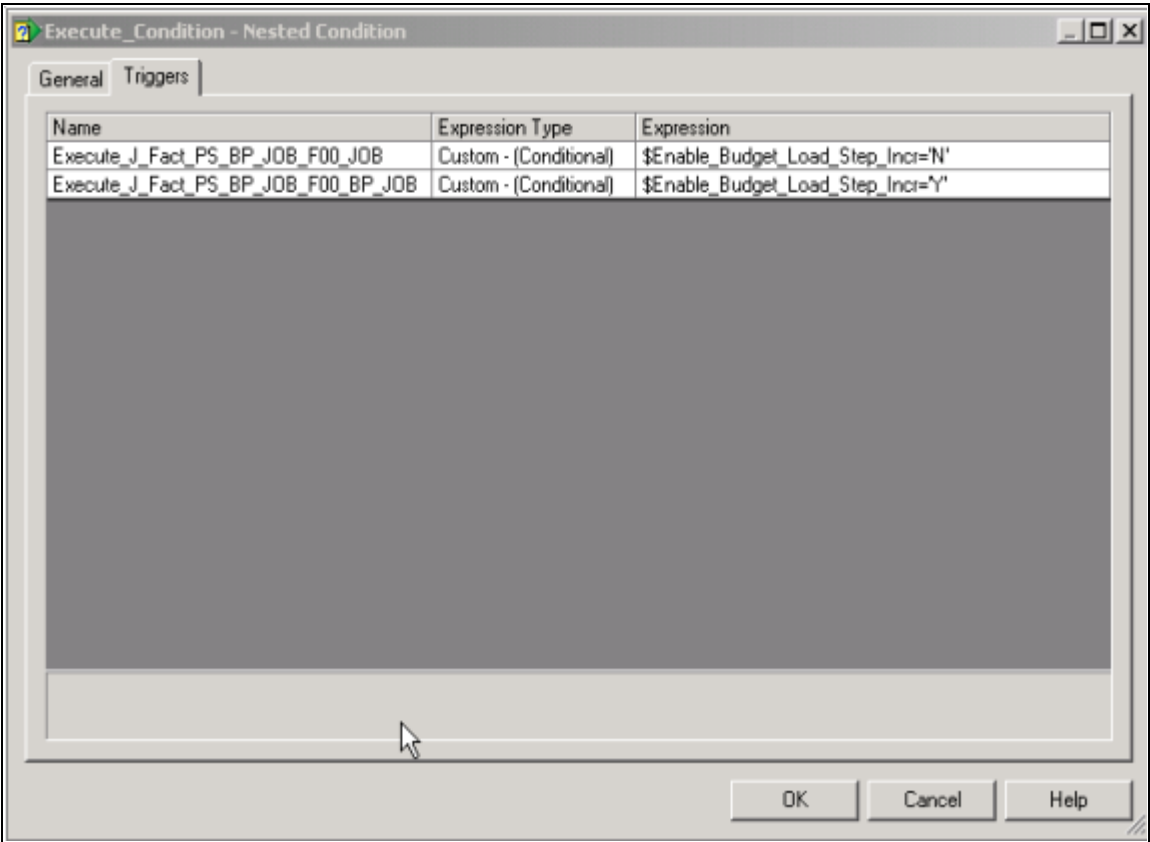 Execute_Condition - Nested Condition
General Triggers
Name Expression Type Expression
Execute_J_Fact_PS_BP_JOB_F00_JOB Custom - (Conditional) $Enable_Budget_Load_Step_Incr='N'
Execute_J_Fact_PS_BP_JOB_F00_BP_JOB Custom - (Conditional) $Enable_Budget_Load_Step_Incr='Y'
OK Cancel Help